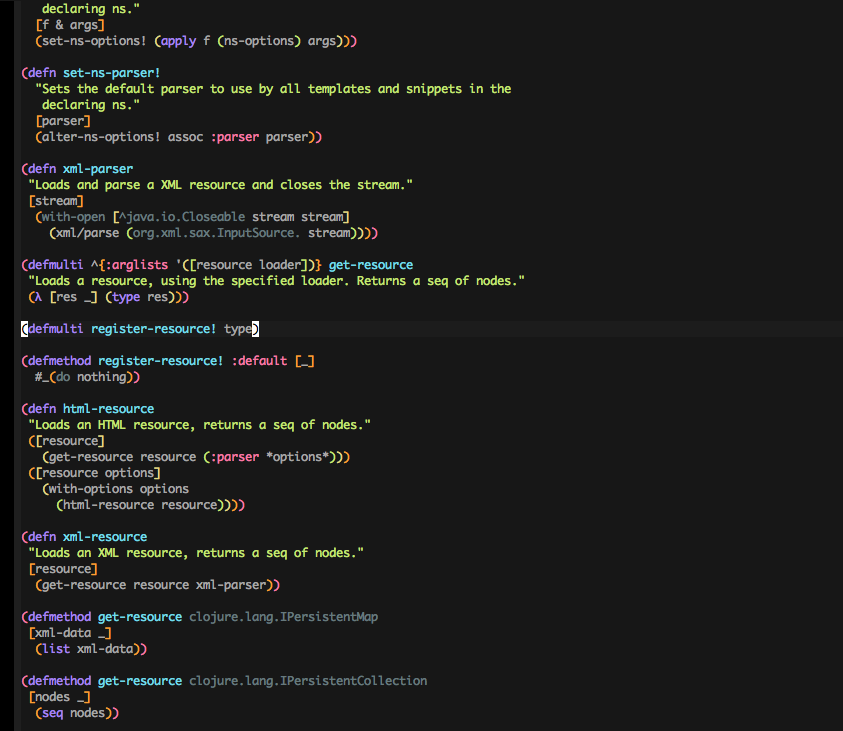 declaring ns."
[f & args]
(set-ns-options! (apply f (ns-options) args)))
(defn set-ns-parser!
"Sets the default parser to use by all templates and snippets in the
declaring ns."
[parser]
(alter-ns-options! assoc :parser parser))
(defn xml-parser
"Loads and parse a XML resource and closes the stream."
[stream]
(with-open [^java.io.Closeable stream stream]
(xml/parse (org.xml.sax.InputSource. stream))))
(defmulti ^{:arglists '([resource loader])} get-resource
"Loads a resource, using the specified loader. Returns a seq of nodes."
(λ [res _] (type res)))
(defmulti register-resource! type)
(defmethod register-resource! :default [_]
#_(do nothing))
(defn html-resource
"Loads an HTML resource, returns a seq of nodes."
([resource]
(get-resource resource (:parser *options*)))
([resource options]
(with-options options
(html-resource resource))))
(defn xml-resource
"Loads an XML resource, returns a seq of nodes."
[resource]
(get-resource resource xml-parser))
(defmethod get-resource clojure.lang.IPersistentMap
[xml-data _]
(list xml-data))
(defmethod get-resource clojure.lang.IPersistentCollection
[nodes _]
(seq nodes))